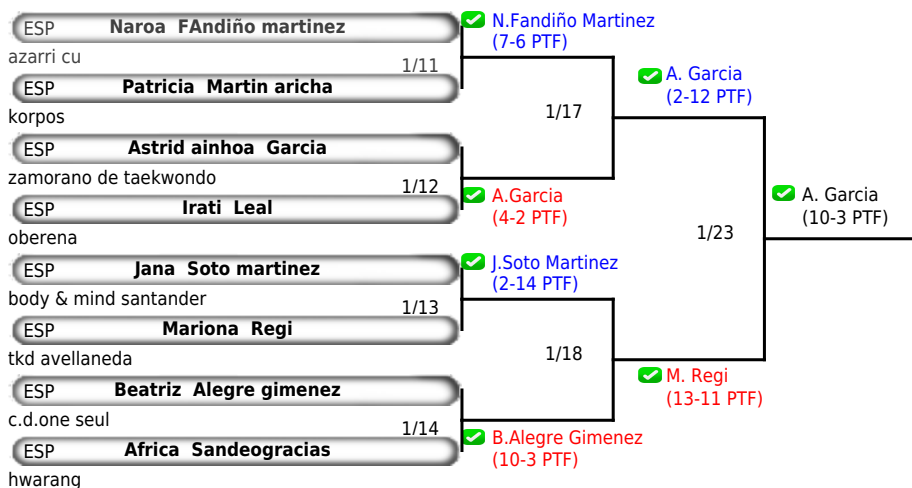 ESP Naroa FAndiño martinez
azarri cu
1/11
ESP Patricia Martin aricha
korpos
ESP Astrid ainhoa Garcia
zamorano de taekwondo
1/12
ESP Irati Leal
oberena
ESP Jana Soto martinez
body & mind santander
1/13
ESP Mariona Regi
tkd avellaneda
ESP Beatriz Alegre gimenez
c.d.one seul
1/14
ESP Africa Sandeogracias
hwarang
N.Fandiño Martinez
(7-6 PTF)
1/17
A.Garcia
(4-2 PTF)
J.Soto Martinez
(2-14 PTF)
1/18
B.Alegre Gimenez
(10-3 PTF)
A. Garcia
(2-12 PTF)
1/23
M. Regi
(13-11 PTF)
A. Garcia
(10-3 PTF)